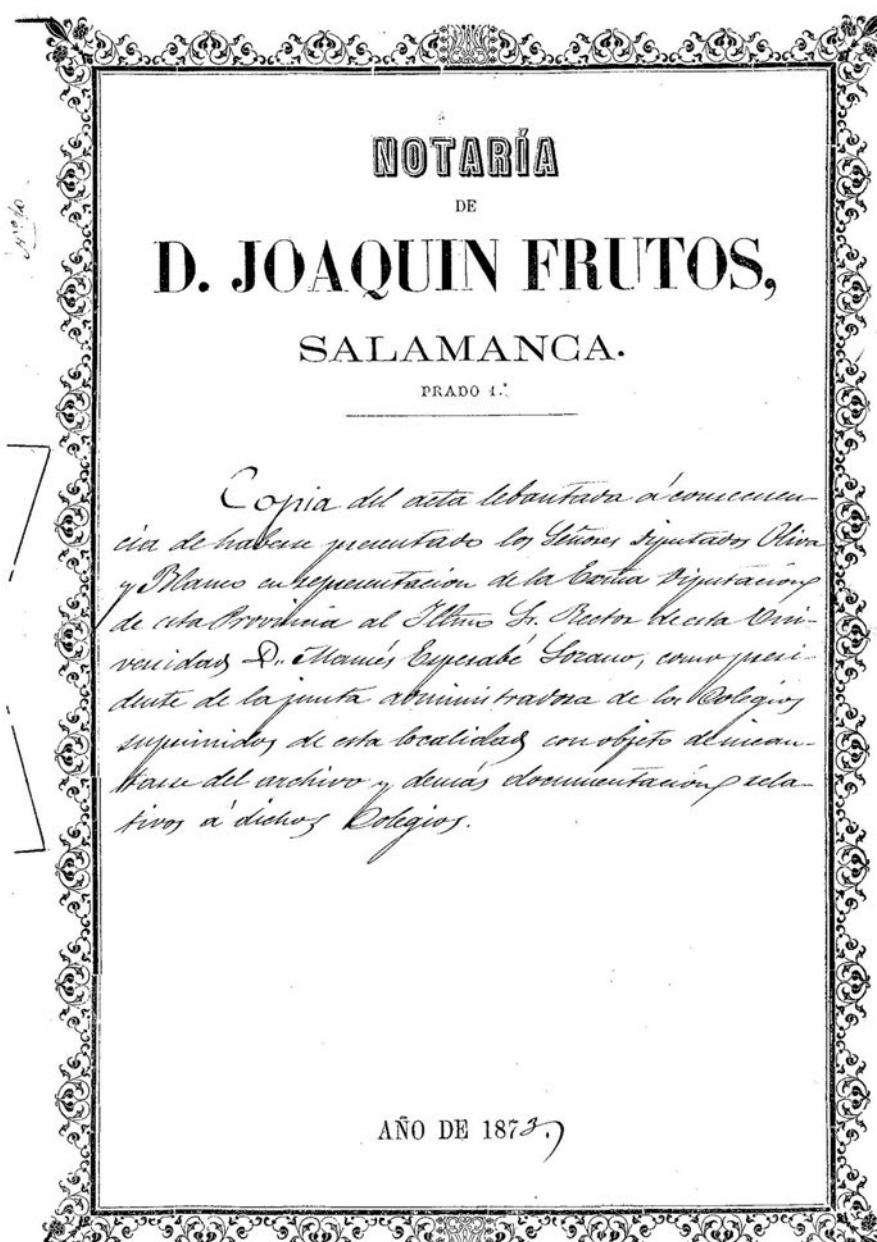 NOTARÍA
DE
D. JOAQUIN FRUTOS,
SALAMANCA.
PRADO 1.º
Copia del acta lebantada á consecuen-
cia de haberse presentado los Señores Diputados Oliva
y Blanco en representacion de la Exma Diputacion
de esta Provincia al Illmo Sr. Rector de esta Uni-
versidad D. Mamés Esperabé Lozano, como presi-
dente de la junta administradora de los Colegios
suprimidos de esta localidad con objeto de incau-
tarse del archivo y demás documentación rela-
tivos á dichos Colegios.
AÑO DE 1873.